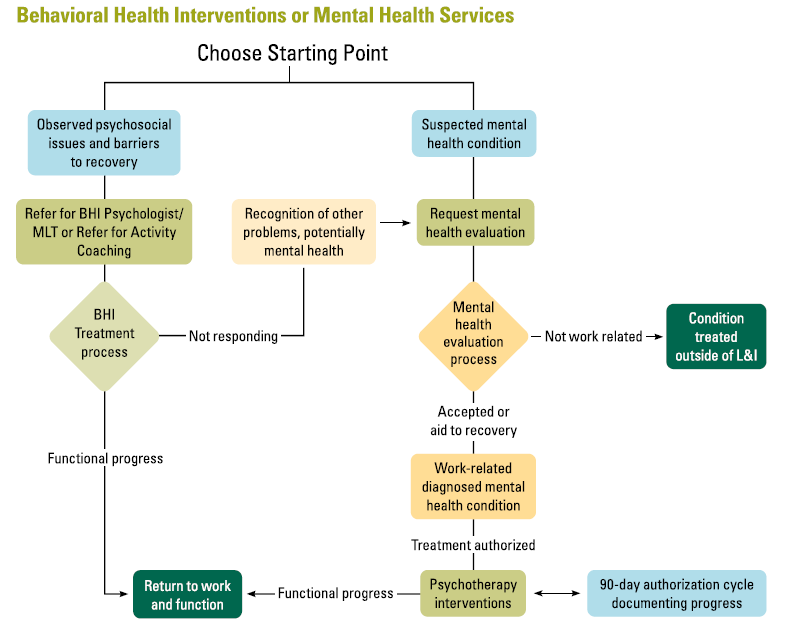 Behavioral Health Interventions or Mental Health Services
Choose Starting Point
Observed psychosocial
issues and barriers
to recovery
Suspected mental
health condition
Refer for BHI Psychologist/
MLT or Refer for Activity
Coaching
Recognition of other
problems, potentially
mental health
Request mental
health evaluation
BHI
Treatment
process
Not responding
Mental
health
evaluation
process
Not work related
Condition
treated
outside of L&I
Accepted or
aid to recovery
Functional progress
Work-related
diagnosed mental
health condition
Treatment authorized
Return to work
and function
Functional progress
Psychotherapy
interventions
90-day authorization cycle
documenting progress